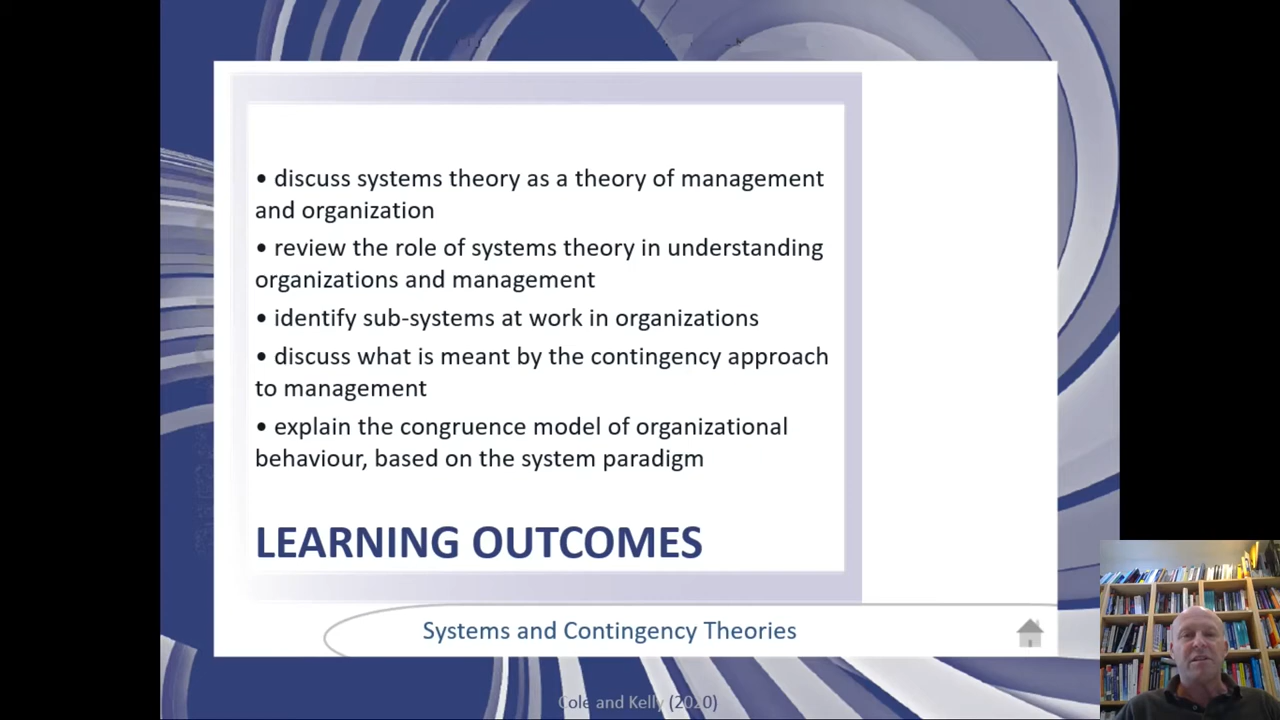 • discuss systems theory as a theory of management
and organization
• review the role of systems theory in understanding
organizations and management
• identify sub-systems at work in organizations
• discuss what is meant by the contingency approach
to management
• explain the congruence model of organizational
behaviour, based on the system paradigm
LEARNING OUTCOMES
Systems and Contingency Theories
Cole and Kelly (2020)